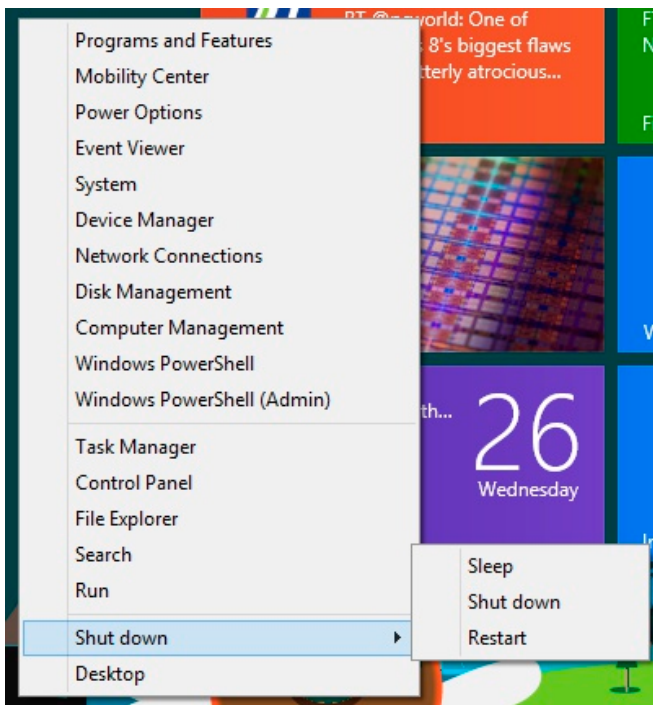 Programs and Features
Mobility Center
Power Options
Event Viewer
System
Device Manager
Network Connections
Disk Management
Computer Management
Windows PowerShell
Windows PowerShell (Admin)
Task Manager
Control Panel
File Explorer
Search
Run
Shut down
Desktop
Sleep
Shut down
Restart
One of
8's biggest flaws
atrocious...
26
Wednesday